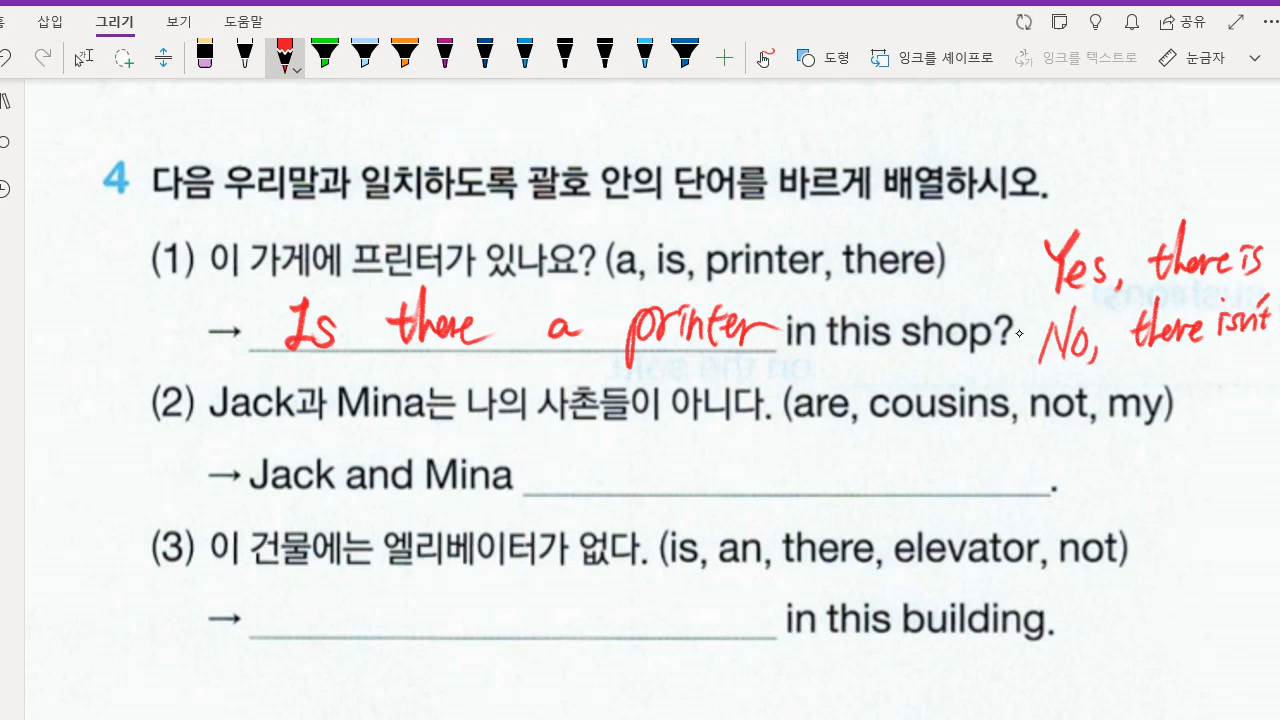 삽입 그리기 보기 도움말 공유
도형 잉크를 셰이프로 잉크를 텍스트로 눈금자
4 다음 우리말과 일치하도록 괄호 안의 단어를 바르게 배열하시오.
(1) 이 가게에 프린터가 있나요? (a, is, printer, there) Yes, there is
→ Is there a printer in this shop? No, there isn't
(2) Jack과 Mina는 나의 사촌들이 아니다. (are, cousins, not, my)
→ Jack and Mina .
(3) 이 건물에는 엘리베이터가 없다. (is, an, there, elevator, not)
→ in this building.